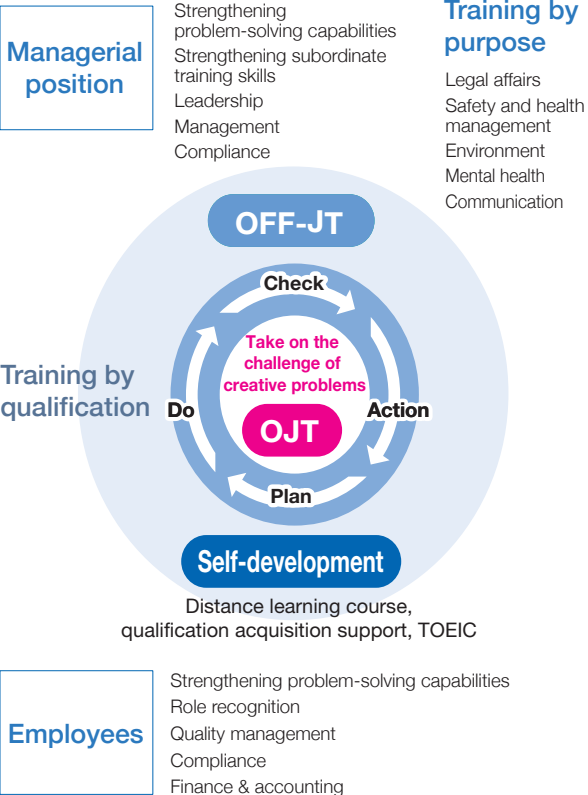 Managerial
position
Strengthening
problem-solving capabilities
Strengthening subordinate
training skills
Leadership
Management
Compliance
Training by
purpose
Legal affairs
Safety and health
management
Environment
Mental health
Communication
OFF-JT
Check
Take on the
challenge of
creative problems
Training by
qualification
Do
OJT
Action
Plan
Self-development
Distance learning course,
qualification acquisition support, TOEIC
Employees
Strengthening problem-solving capabilities
Role recognition
Quality management
Compliance
Finance & accounting